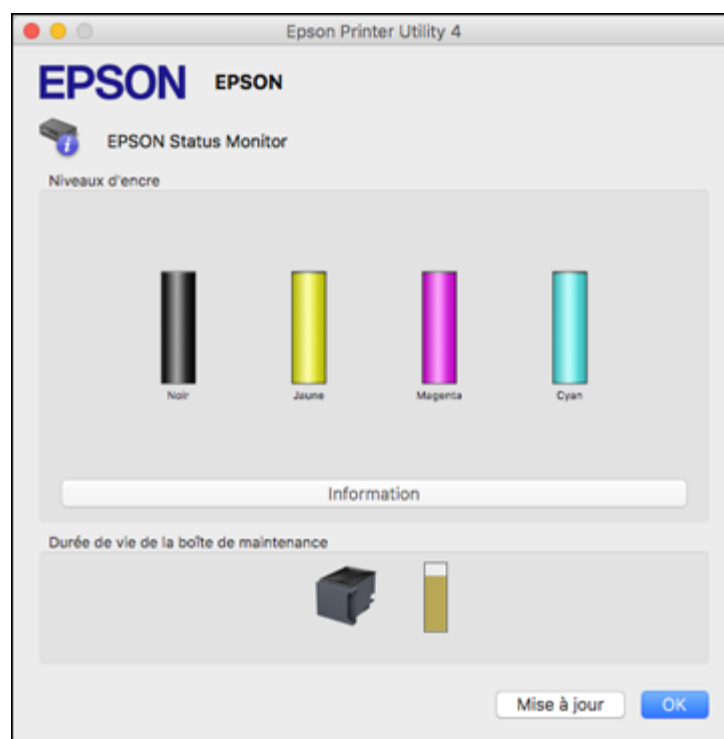 Epson Printer Utility 4
EPSON EPSON
EPSON Status Monitor
Niveaux d'encre
Noir Jaune Magenta Cyan
Information
Durée de vie de la boîte de maintenance
Mise à jour OK